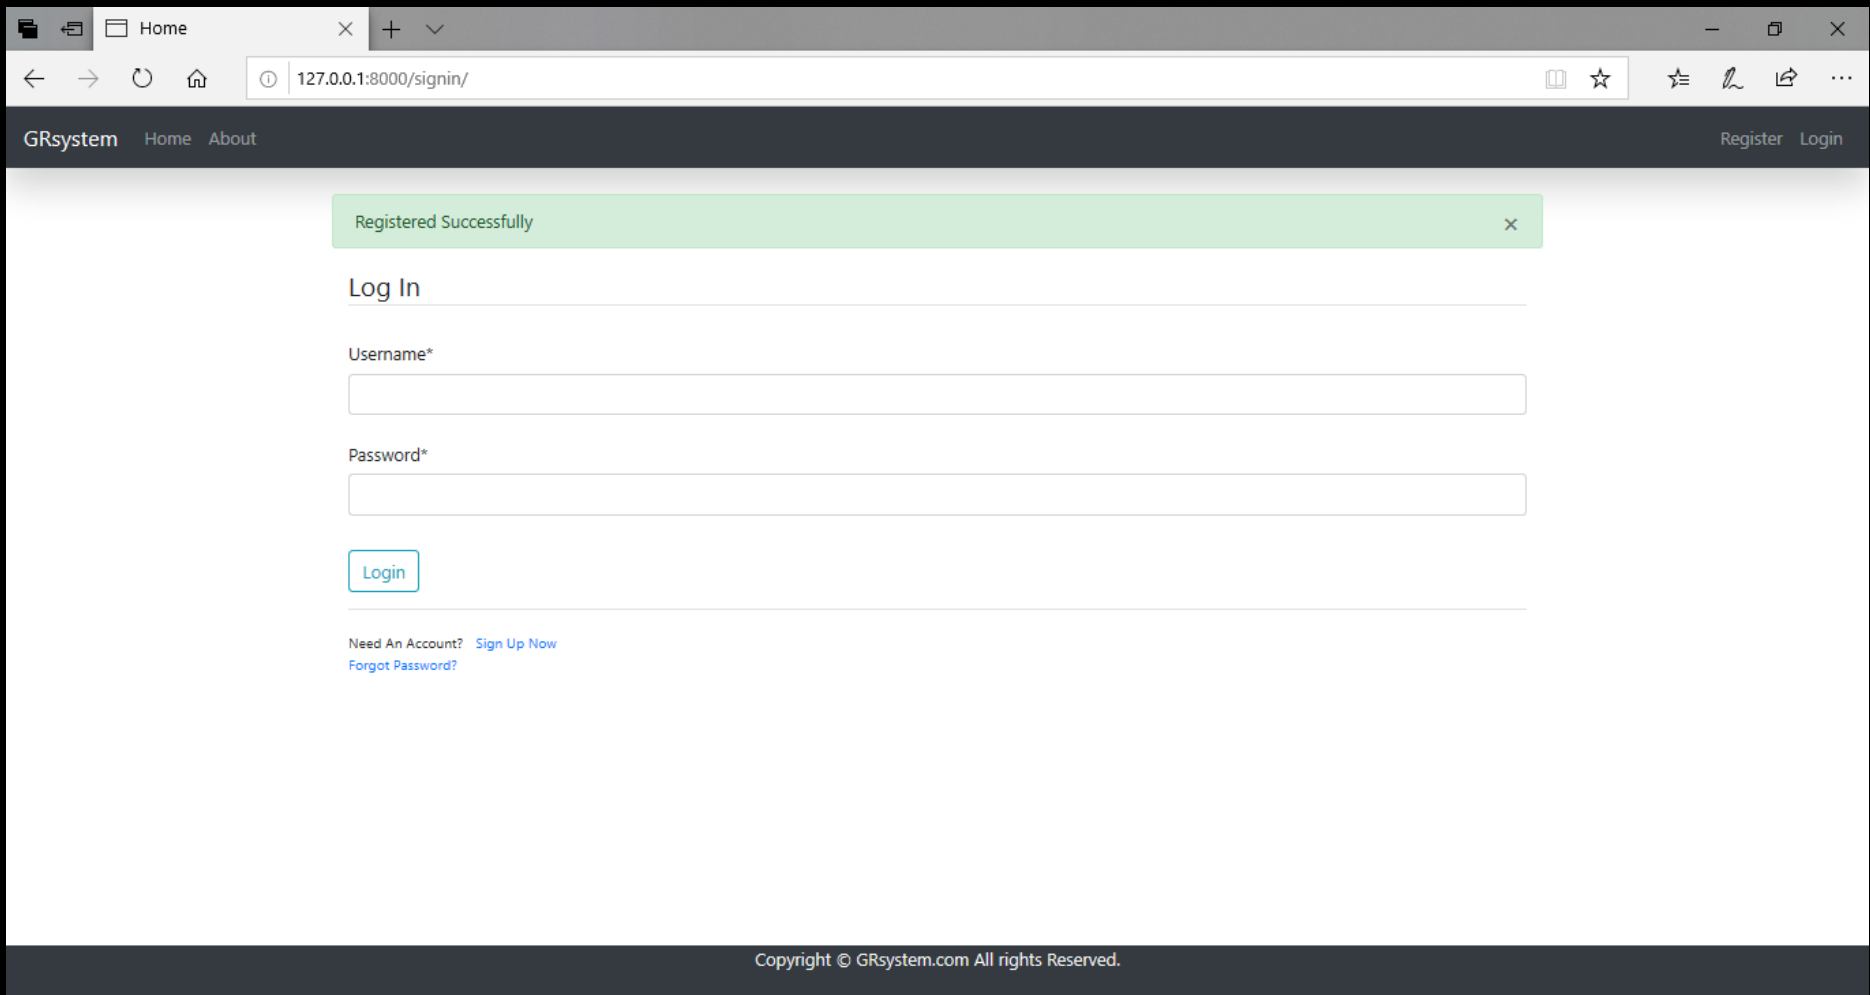 Home
127.0.0.1:8000/signin/
GRsystem Home About Register Login
Registered Successfully ×
Log In
Username*
Password*
Login
Need An Account? Sign Up Now
Forgot Password?
Copyright © GRsystem.com All rights Reserved.